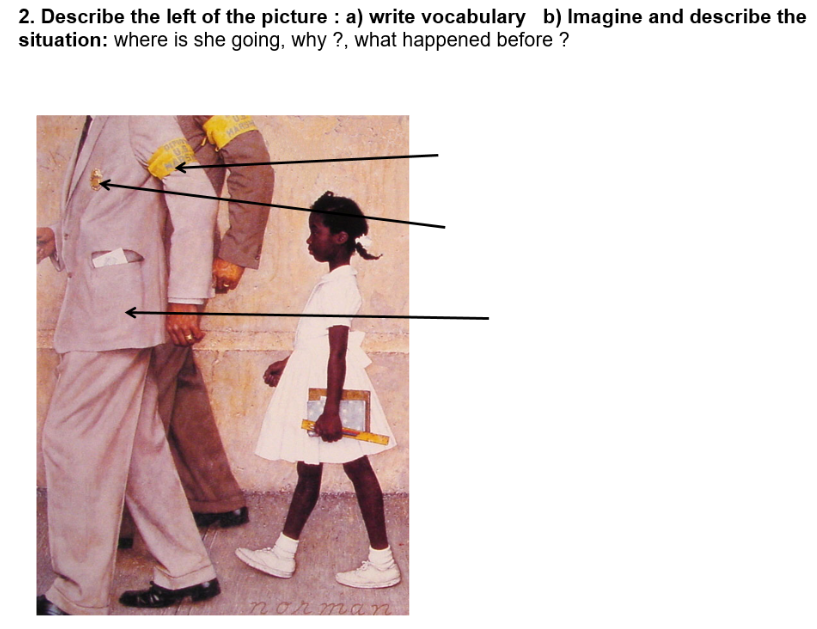 2. Describe the left of the picture : a) write vocabulary b) Imagine and describe the
situation: where is she going, why ?, what happened before ?
norman